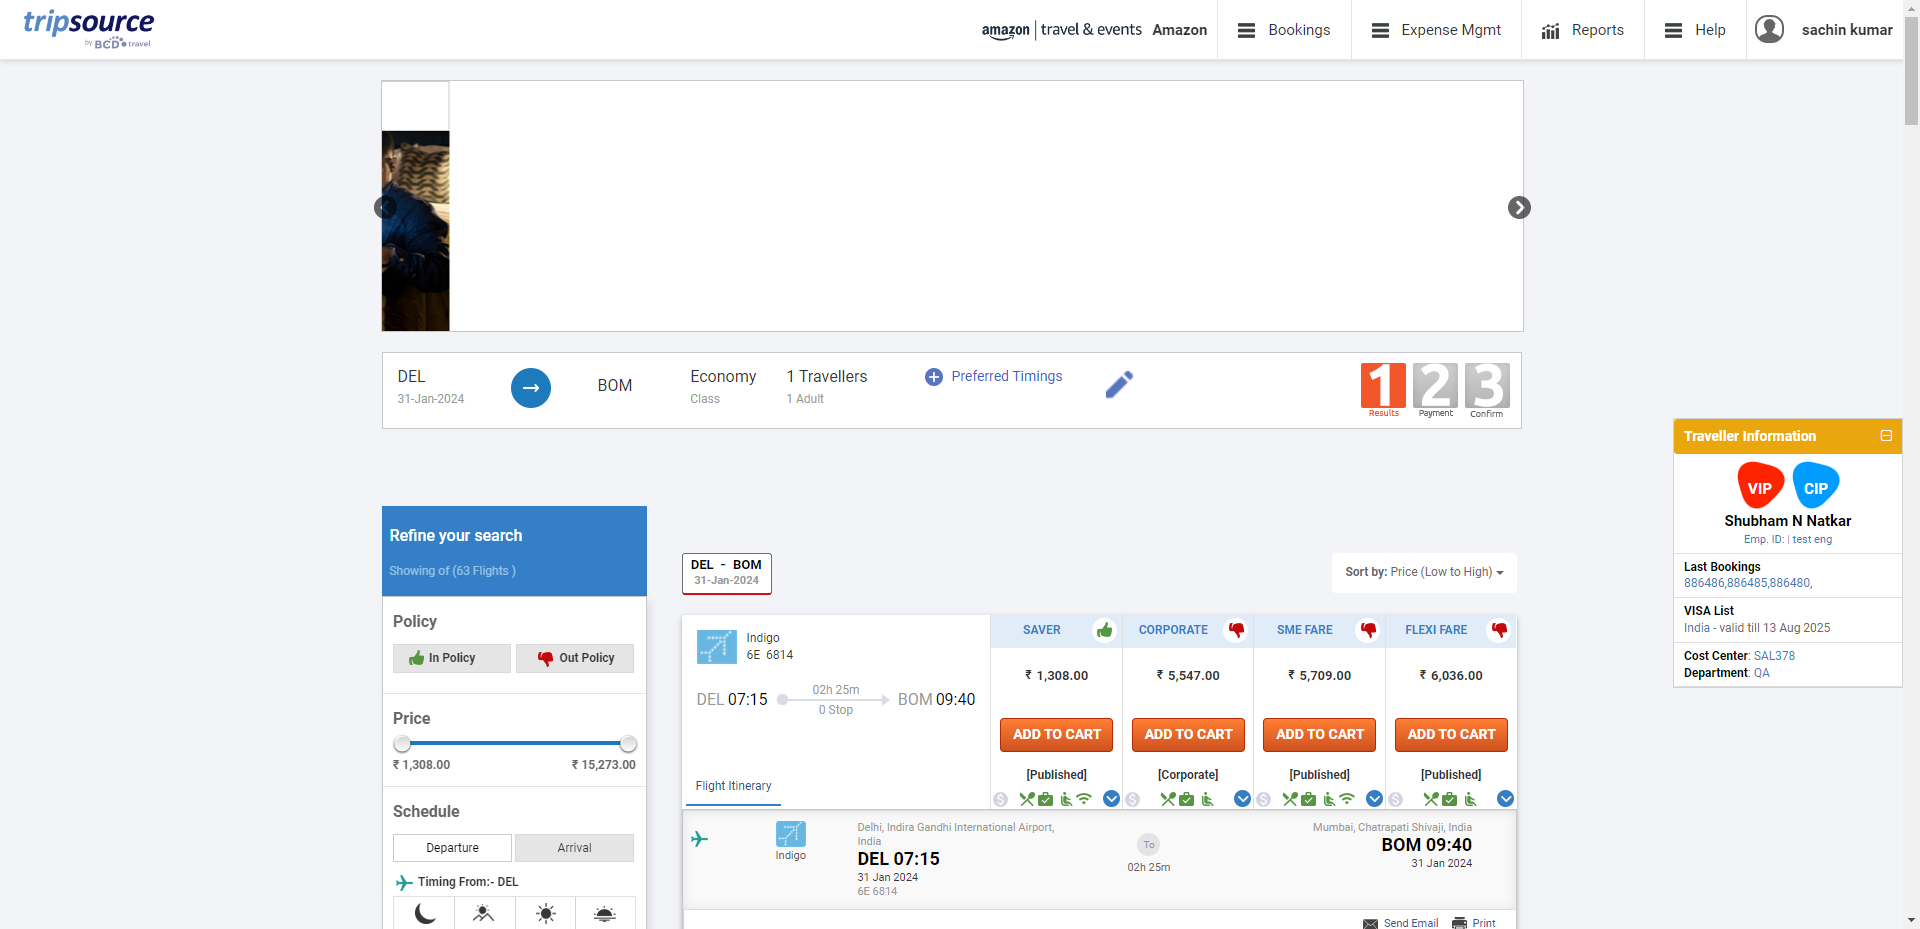 tripsource
by BCD travel
amazon travel & events Amazon
Bookings
Expense Mgmt
Reports
Help
sachin kumar
DEL
31-Jan-2024
BOM
Economy
Class
1 Travellers
1 Adult
Preferred Timings
1 2 3
Results Payment Confirm
Traveller Information
VIP CIP
Shubham N Natkar
Emp. ID: | test eng
Last Bookings
886486,886485,886480,
VISA List
India - valid till 13 Aug 2025
Cost Center: SAL378
Department: QA
Refine your search
Showing of (63 Flights )
Policy
In Policy Out Policy
Price
₹ 1,308.00 ₹ 15,273.00
Schedule
Departure Arrival
Timing From:- DEL
DEL - BOM
31-Jan-2024
Sort by: Price (Low to High)
Indigo
6E 6814
DEL 07:15
02h 25m
0 Stop
BOM 09:40
Flight Itinerary
SAVER CORPORATE SME FARE FLEXI FARE
₹ 1,308.00 ₹ 5,547.00 ₹ 5,709.00 ₹ 6,036.00
ADD TO CART ADD TO CART ADD TO CART ADD TO CART
[Published] [Corporate] [Published] [Published]
Indigo
Delhi, Indira Gandhi International Airport,
India
DEL 07:15
31 Jan 2024
6E 6814
To
02h 25m
Mumbai, Chatrapati Shivaji, India
BOM 09:40
31 Jan 2024
Send Email Print